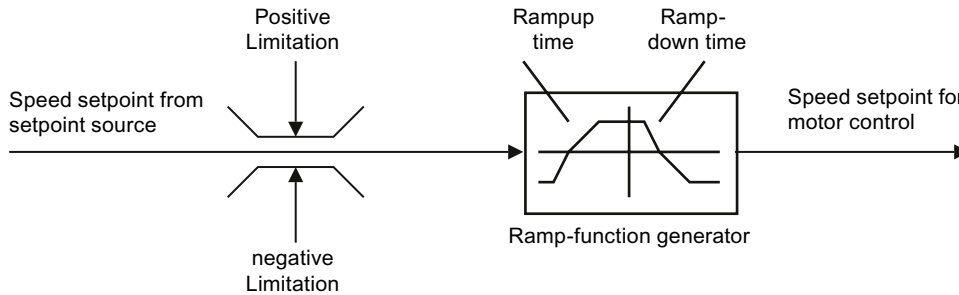 Positive
Limitation
Rampup
time
Ramp-
down time
Speed setpoint from
setpoint source
Speed setpoint for
motor control
Ramp-function generator
negative
Limitation